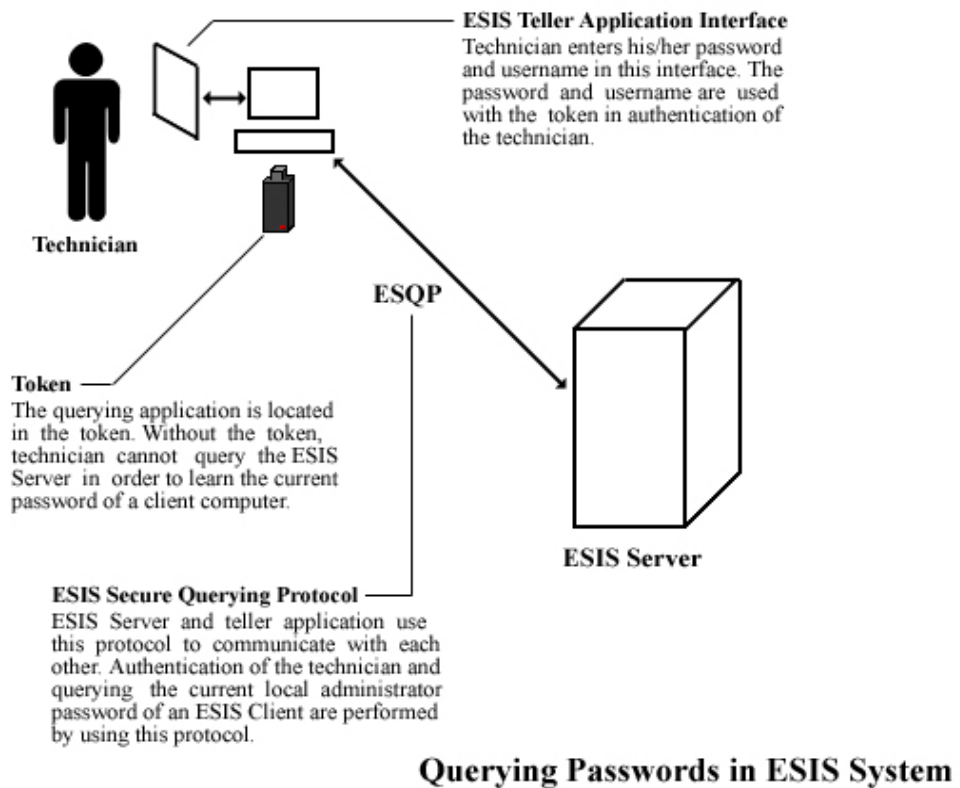 ESIS Teller Application Interface
Technician enters his/her password
and username in this interface. The
password and username are used
with the token in authentication of
the technician.
Technician
ESQP
Token
The querying application is located
in the token. Without the token,
technician cannot query the ESIS
Server in order to learn the current
password of a client computer.
ESIS Server
ESIS Secure Querying Protocol
ESIS Server and teller application use
this protocol to communicate with each
other. Authentication of the technician and
querying the current local administrator
password of an ESIS Client are performed
by using this protocol.
Querying Passwords in ESIS System